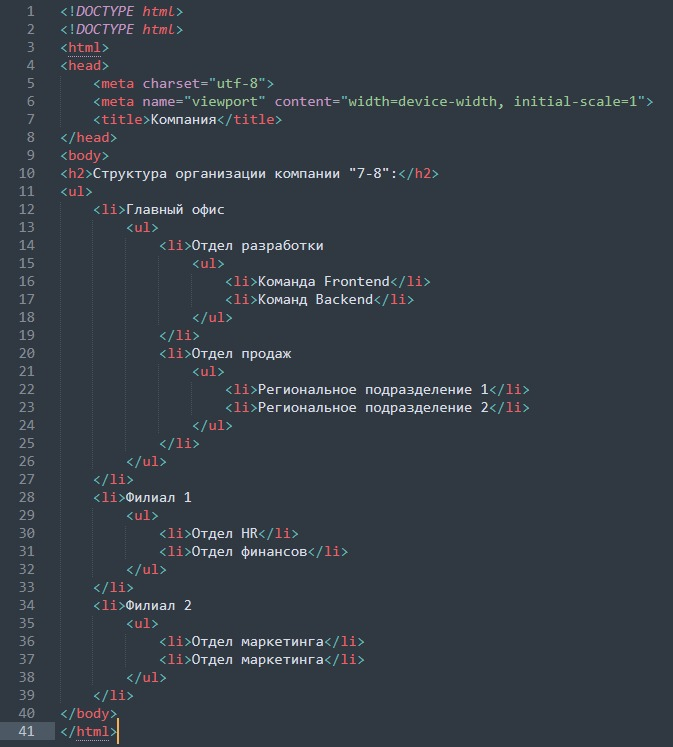 1 <!DOCTYPE html>
2 <!DOCTYPE html>
3 <html>
4 <head>
5     <meta charset="utf-8">
6     <meta name="viewport" content="width=device-width, initial-scale=1">
7     <title>Компания</title>
8 </head>
9 <body>
10 <h2>Структура организации компании "7-8":</h2>
11 <ul>
12     <li>Главный офис
13         <ul>
14             <li>Отдел разработки
15                 <ul>
16                     <li>Команда Frontend</li>
17                     <li>Команд Backend</li>
18                 </ul>
19             </li>
20             <li>Отдел продаж
21                 <ul>
22                     <li>Региональное подразделение 1</li>
23                     <li>Региональное подразделение 2</li>
24                 </ul>
25             </li>
26         </ul>
27     </li>
28     <li>Филиал 1
29         <ul>
30             <li>Отдел HR</li>
31             <li>Отдел финансов</li>
32         </ul>
33     </li>
34     <li>Филиал 2
35         <ul>
36             <li>Отдел маркетинга</li>
37             <li>Отдел маркетинга</li>
38         </ul>
39     </li>
40 </body>
41 </html>